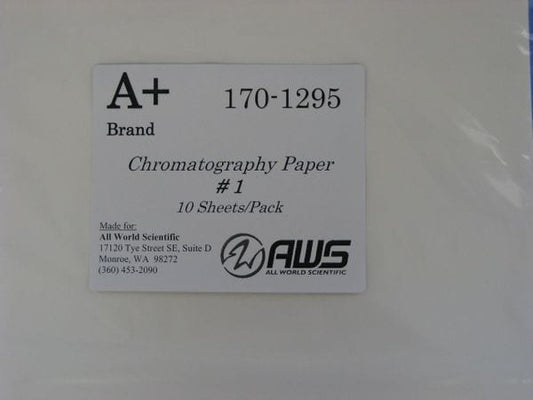 A+ 170-1295
Brand
Chromatography Paper
# 1
10 Sheets/Pack
Made for:
All World Scientific
17120 Tye Street SE, Suite D
Monroe, WA 98272
(360) 453-2090
AWS
ALL WORLD SCIENTIFIC